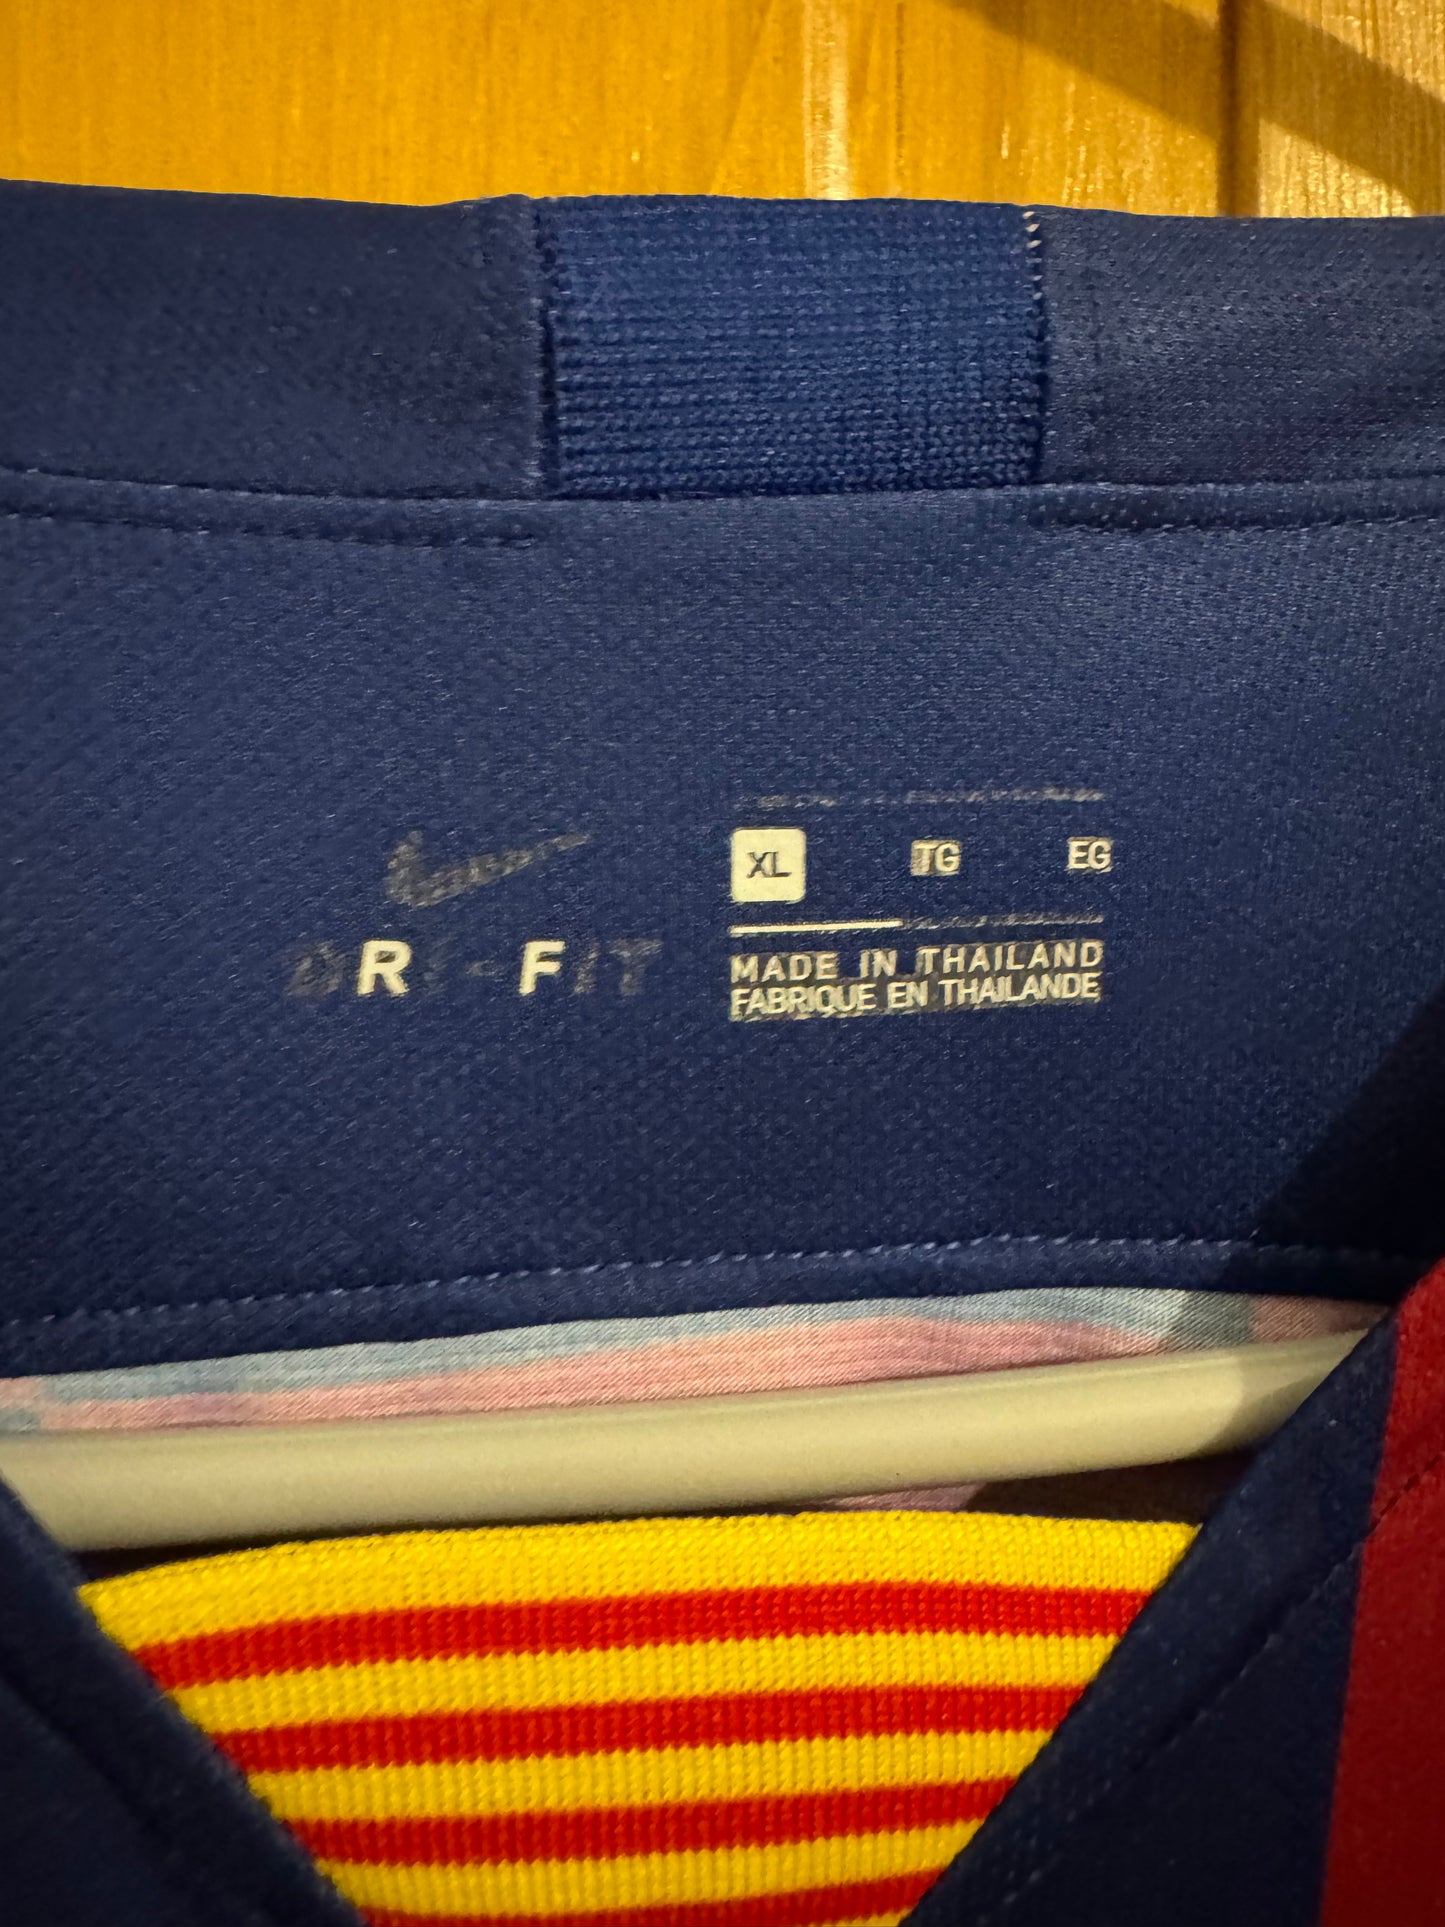 DRI-FIT
XL TG EG
MADE IN THAILAND
FABRIQUE EN THAILANDE